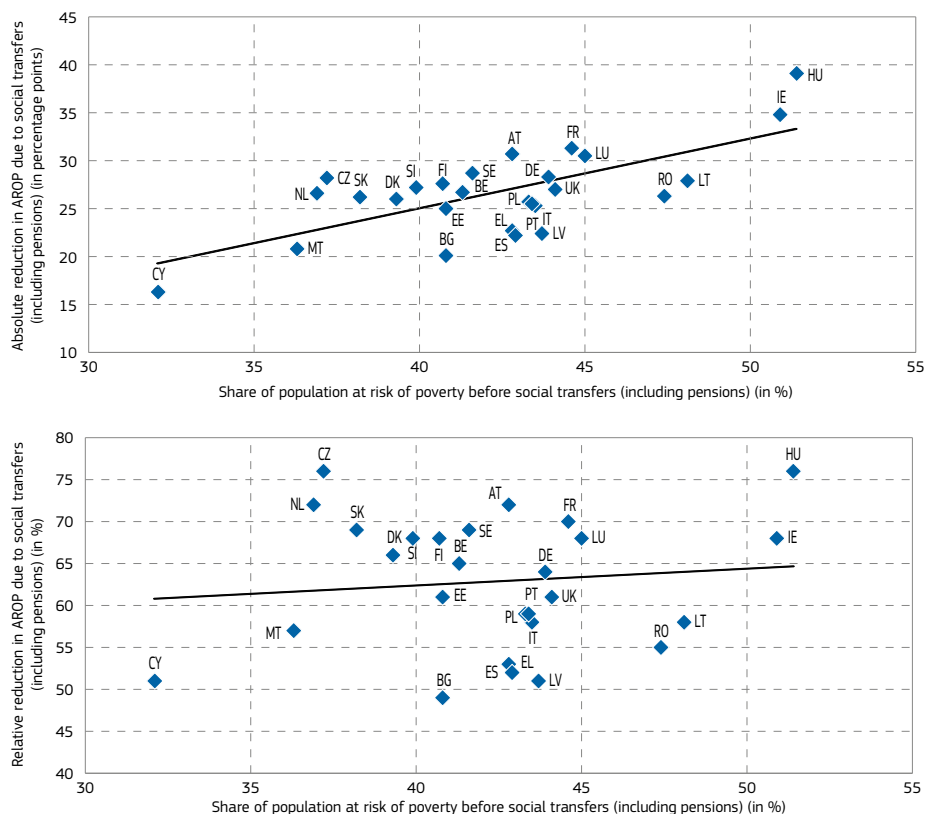 Absolute reduction in AROP due to social transfers
(including pensions) (in percentage points)
45
40
35
30
25
20
15
10
HU
IE
AT
FR
LU
CZ
SK
DK
SI
FI
SE
DE
NL
BE
PL
UK
RO
LT
EE
EL
PT
IT
MT
BG
ES
LV
CY
30
35
40
45
50
55
Share of population at risk of poverty before social transfers (including pensions) (in %)
Relative reduction in AROP due to social transfers
(including pensions) (in %)
80
75
70
65
60
55
50
45
40
CZ
HU
NL
AT
FR
SK
DK
SE
LU
IE
SI
FI
BE
DE
EE
PT
UK
PL
LT
MT
IT
RO
CY
ES
EL
BG
LV
30
35
40
45
50
55
Share of population at risk of poverty before social transfers (including pensions) (in %)